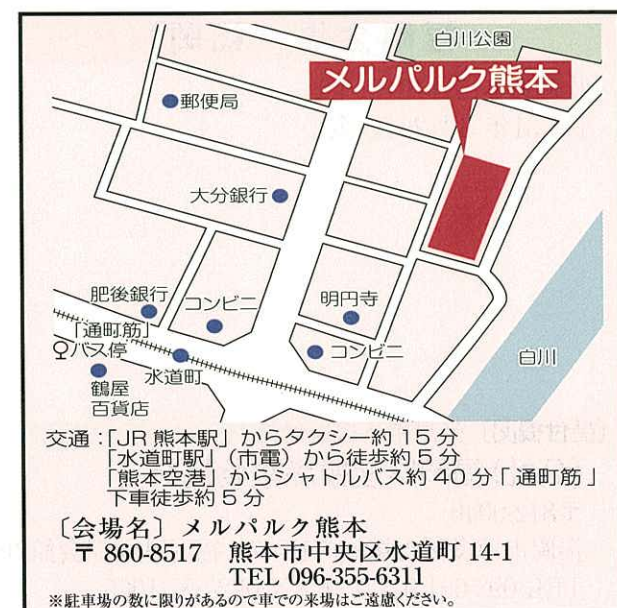 白川公園
メルパルク熊本
郵便局
大分銀行
肥後銀行
コンビニ
明円寺
「通町筋」
バス停
コンビニ
白川
水道町
鶴屋
百貨店
交通：「JR 熊本駅」からタクシー約 15 分
「水道町駅」（市電）から徒歩約 5 分
「熊本空港」からシャトルバス約 40 分「通町筋」
下車徒歩約 5 分
〔会場名〕メルパルク熊本
〒 860-8517　熊本市中央区水道町 14-1
TEL 096-355-6311
※駐車場の数に限りがあるので車での来場はご遠慮ください。